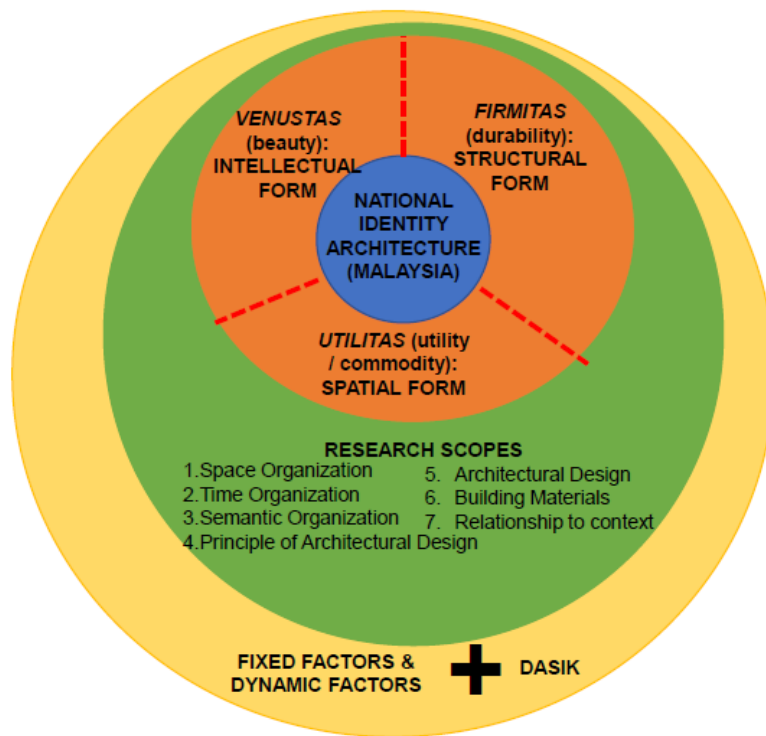 VENUSTAS
(beauty):
INTELLECTUAL
FORM
FIRMITAS
(durability):
STRUCTURAL
FORM
NATIONAL
IDENTITY
ARCHITECTURE
(MALAYSIA)
UTILITAS (utility
/ commodity):
SPATIAL FORM
RESEARCH SCOPES
1.Space Organization
2.Time Organization
3.Semantic Organization
4.Principle of Architectural Design
5. Architectural Design
6. Building Materials
7. Relationship to context
FIXED FACTORS &
DYNAMIC FACTORS
+
DASIK